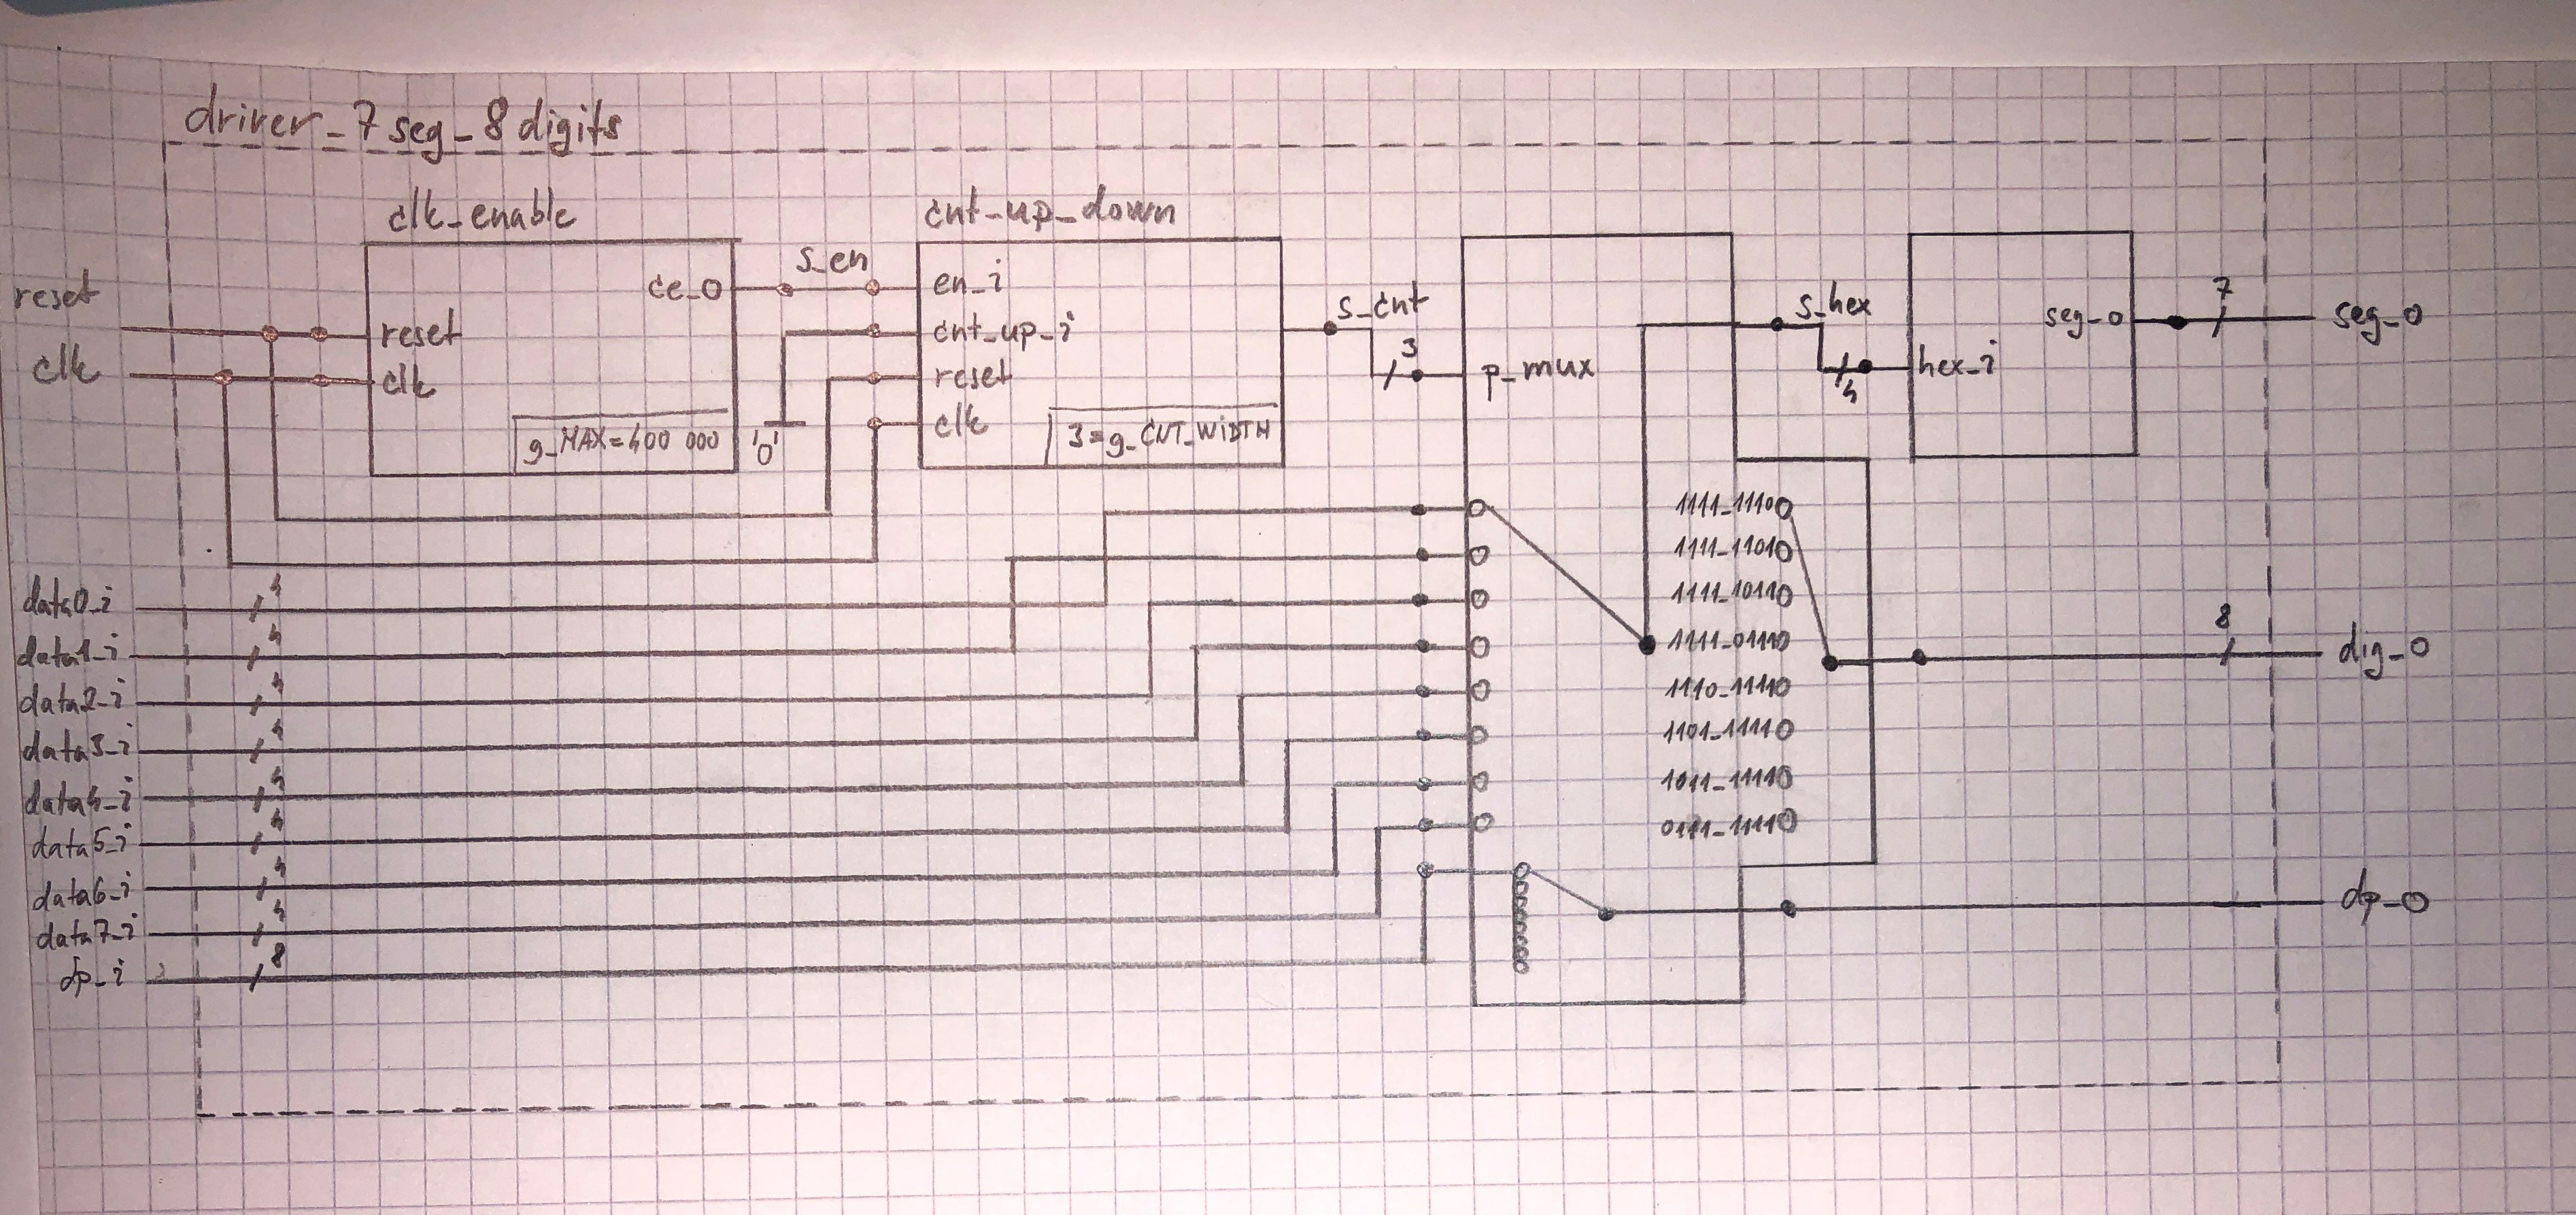 driver_7seg_8digits
clk_enable
cnt_up_down
reset
clk
ce_o
reset
clk
g_MAX=400 000
s_en
'0'
en_i
cnt_up_i
reset
clk
3=g_CNT_WIDTH
s_cnt
3
p_mux
s_hex
4
hex_i
seg_o
7
seg_o
1111_1110
1111_1101
1111_1011
1111_0111
1110_1111
1101_1111
1011_1111
0111_1111
8
dig_o
dp_o
data0_i 4
data1_i 4
data2_i 4
data3_i 4
data4_i 4
data5_i 4
data6_i 4
data7_i 4
dp_i 8